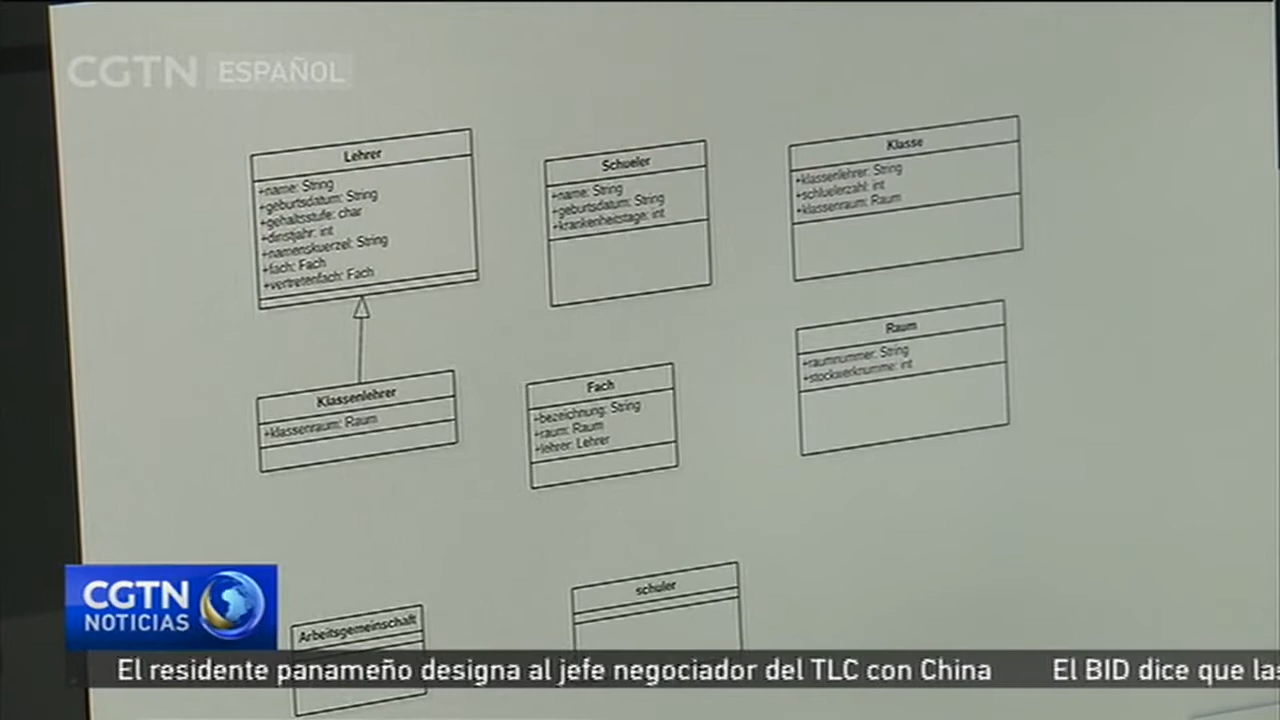 CGTN ESPAÑOL
Lehrer
+name: String
+geburtsdatum: String
+gehaltsstufe: char
+dinstjahr: int
+namenskuerzel: String
+fach: Fach
+vertretenfach: Fach
Schueler
+name: String
+geburtsdatum: String
+krankenheitstage: int
Klasse
+klassenlehrer: String
+schluelerzahl: int
+klassenraum: Raum
Raum
+raumnummer: String
+stockwerknumme: int
Klassenlehrer
+klassenraum: Raum
Fach
+bezeichnung: String
+raum: Raum
+lehrer: Lehrer
Arbeitsgemeinschaft
schuler
CGTN
NOTICIAS
El residente panameño designa al jefe negociador del TLC con China
El BID dice que las